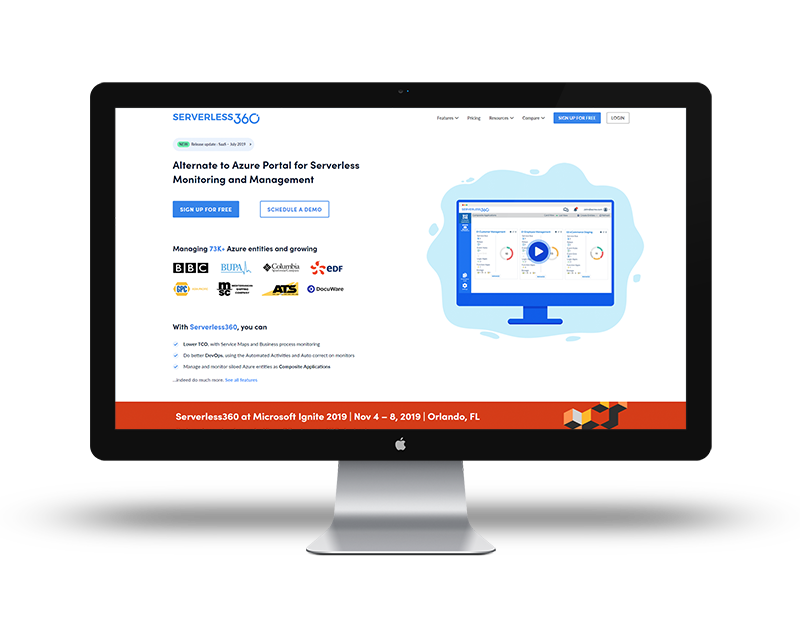 SERVERLESS360
Features Pricing Resources Compare SIGN UP FOR FREE LOGIN
NEW Release update - SaaS - July 2019
Alternate to Azure Portal for Serverless
Monitoring and Management
SIGN UP FOR FREE SCHEDULE A DEMO
Managing 73K+ Azure entities and growing
BBC BUPA Columbia EDF
GPC MSC MEDITERRANEAN SHIPPING COMPANY ATS DocuWare
With Serverless360, you can
Lower TCO, with Service Maps and Business process monitoring
Do better DevOps, using the Automated Activities and Auto-correct on monitors
Manage and monitor siloed Azure entities as Composite Applications
...indeed do much more. See all features
SERVERLESS360
Serverless360 at Microsoft Ignite 2019 | Nov 4 – 8, 2019 | Orlando, FL